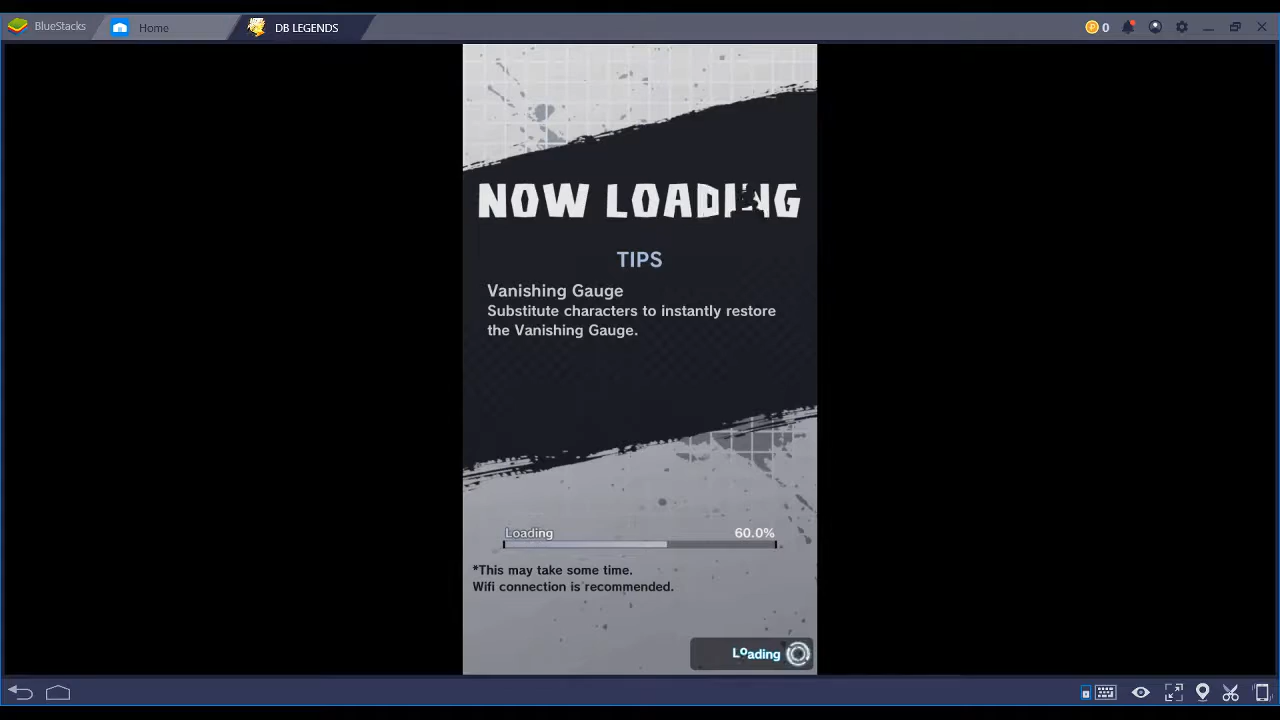 BlueStacks
Home
DB LEGENDS
0
NOW LOADING
TIPS
Vanishing Gauge
Substitute characters to instantly restore
the Vanishing Gauge.
Loading 60.0%
*This may take some time.
Wifi connection is recommended.
Loading